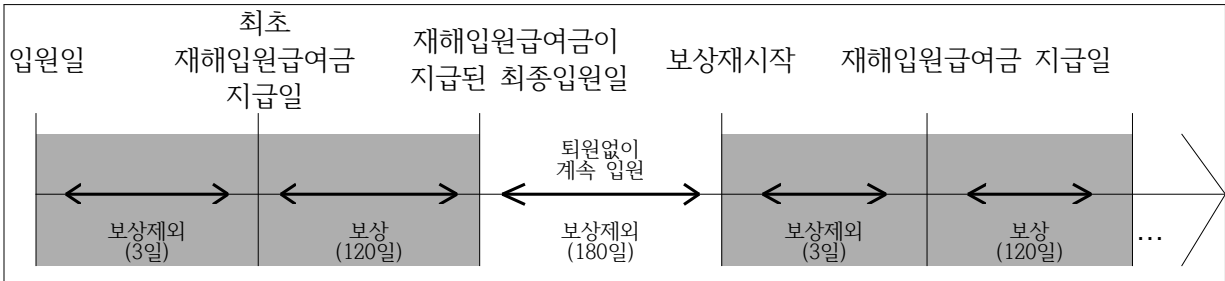 입원일
최초
재해입원급여금
지급일
재해입원급여금이
지급된 최종입원일
보상재시작
재해입원급여금 지급일
퇴원없이
계속 입원
보상제외
(3일)
보상
(120일)
보상제외
(180일)
보상제외
(3일)
보상
(120일)
...